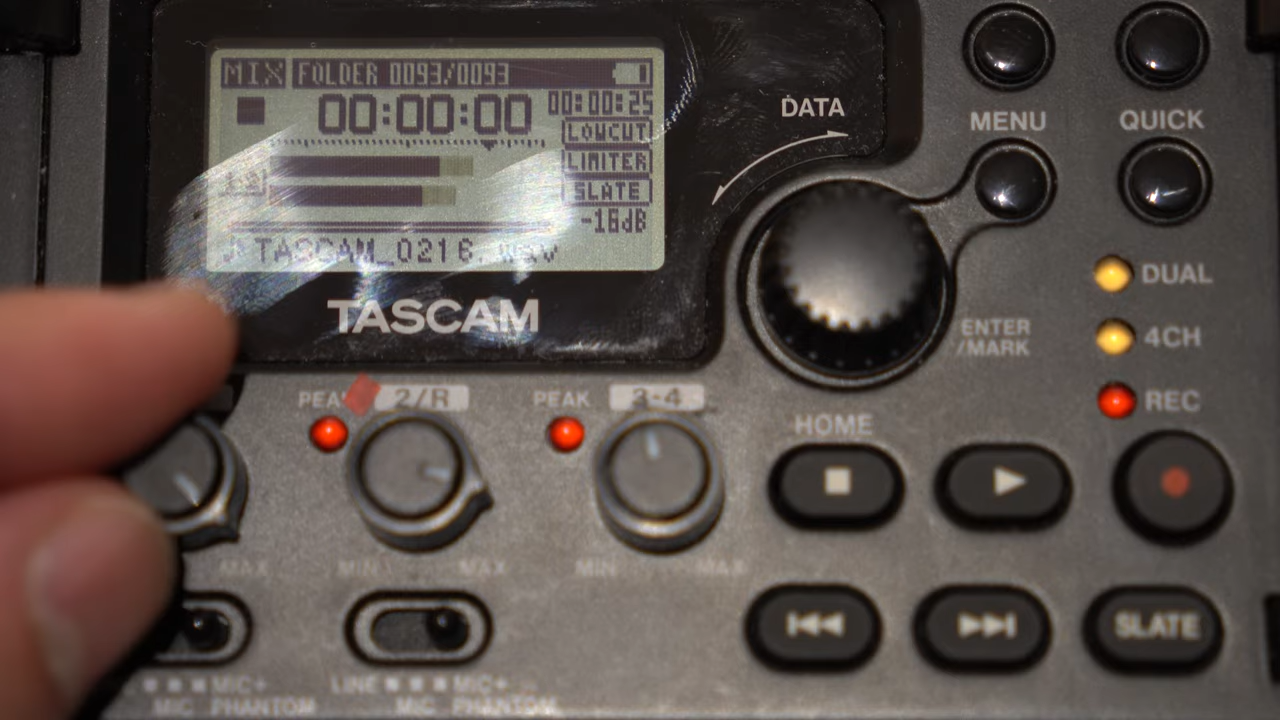 MIX FOLDER 0093/0093
00:00:00 00:00:25
LOWCUT
LIMITER
SLATE
-16dB
TASCAM_0216.wav
TASCAM
DATA
MENU QUICK
DUAL
4CH
REC
ENTER
/MARK
PEAK 2/R PEAK 3-4
HOME
MAX MIN MAX MIN MAX
SLATE
MIC+ LINE MIC+
MIC PHANTOM MIC PHANTOM